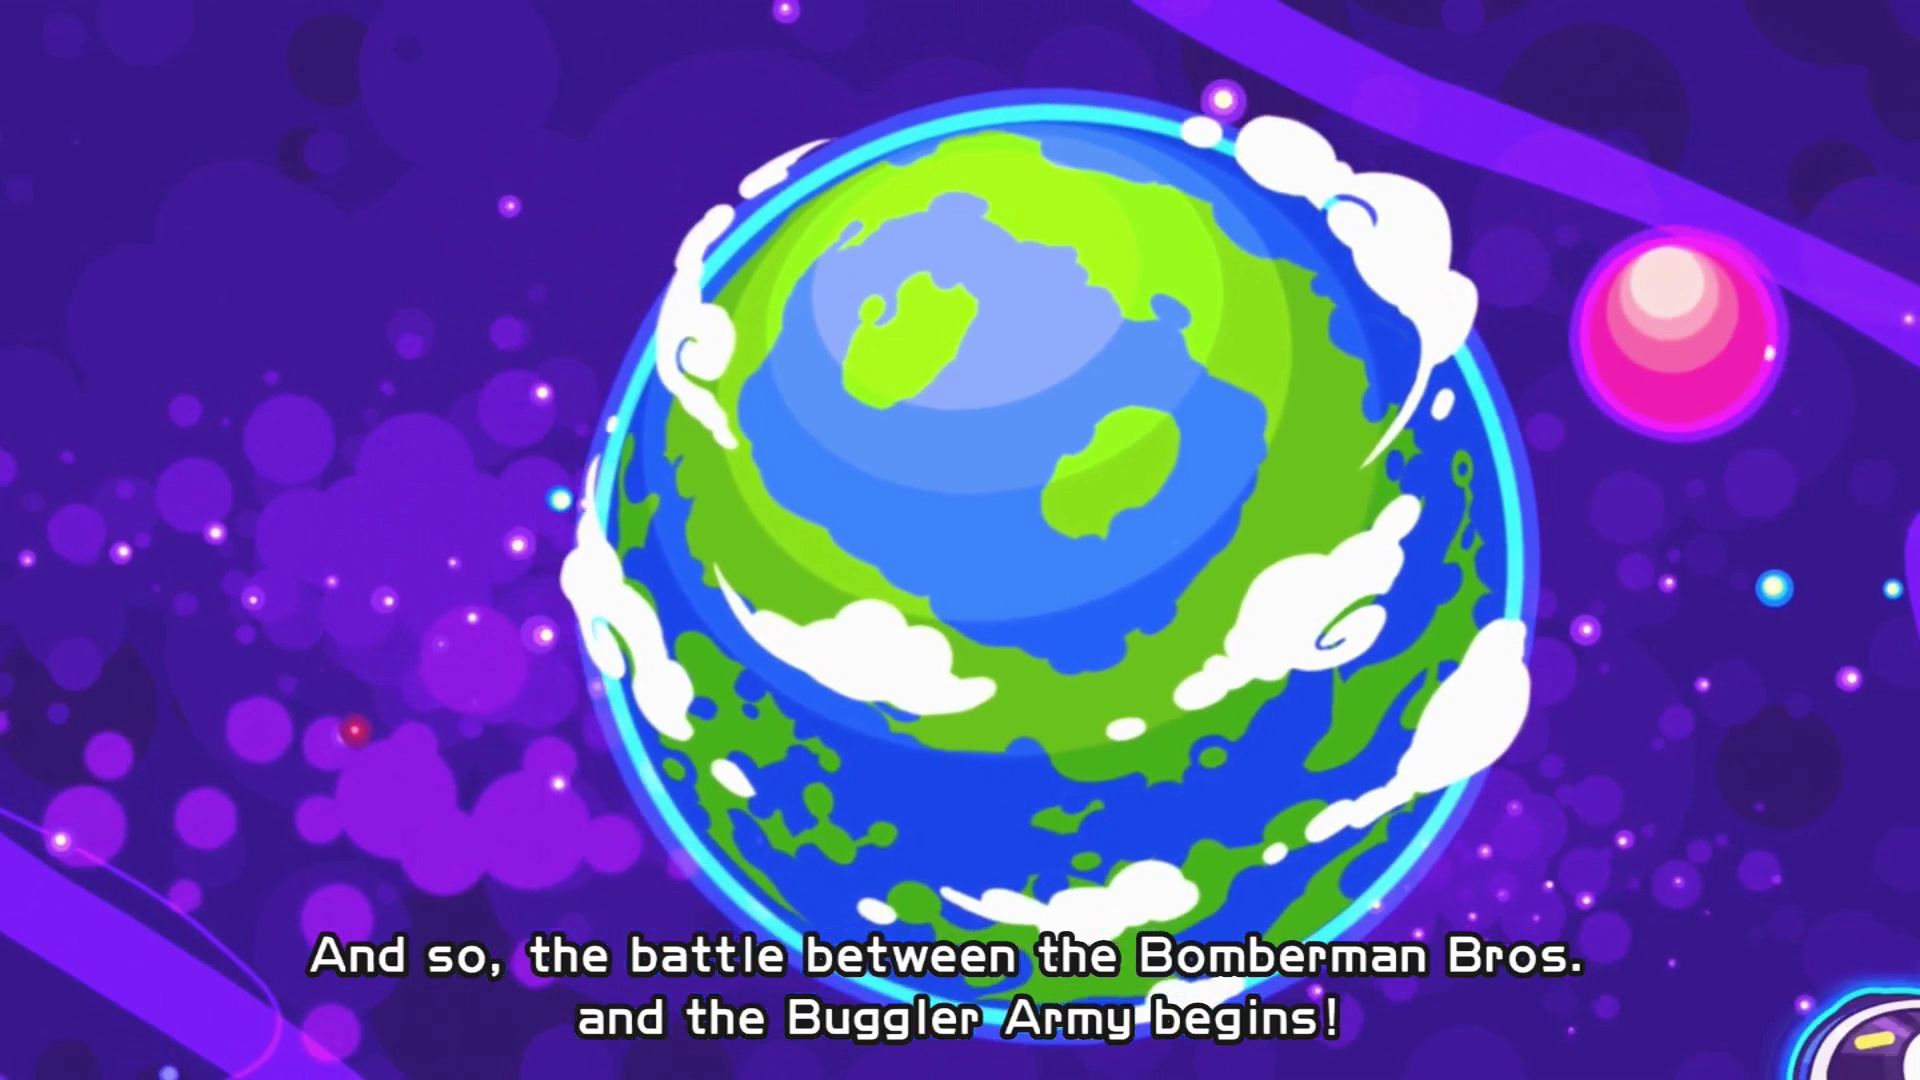 And so, the battle between the Bomberman Bros.
and the Buggler Army begins!